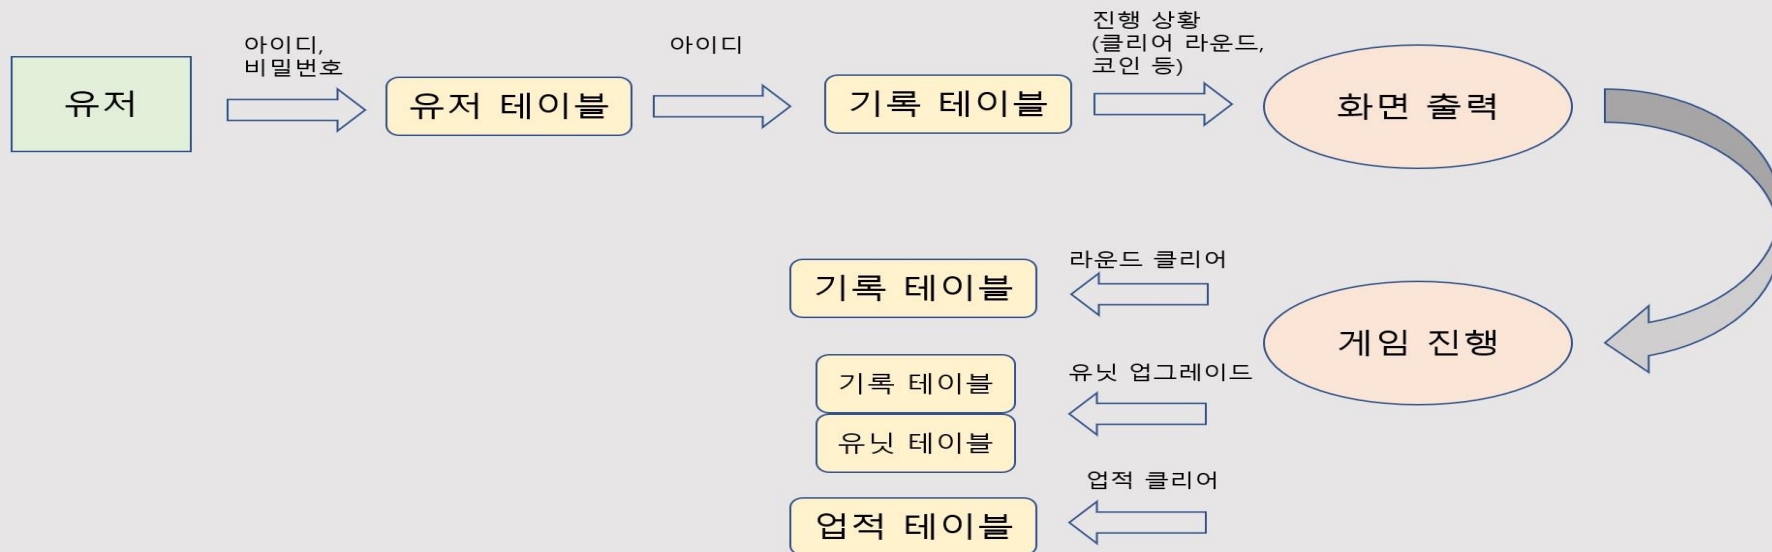 유저
아이디,
비밀번호
유저 테이블
아이디
기록 테이블
진행 상황
(클리어 라운드,
코인 등)
화면 출력
기록 테이블
라운드 클리어
게임 진행
기록 테이블
유닛 테이블
유닛 업그레이드
업적 테이블
업적 클리어